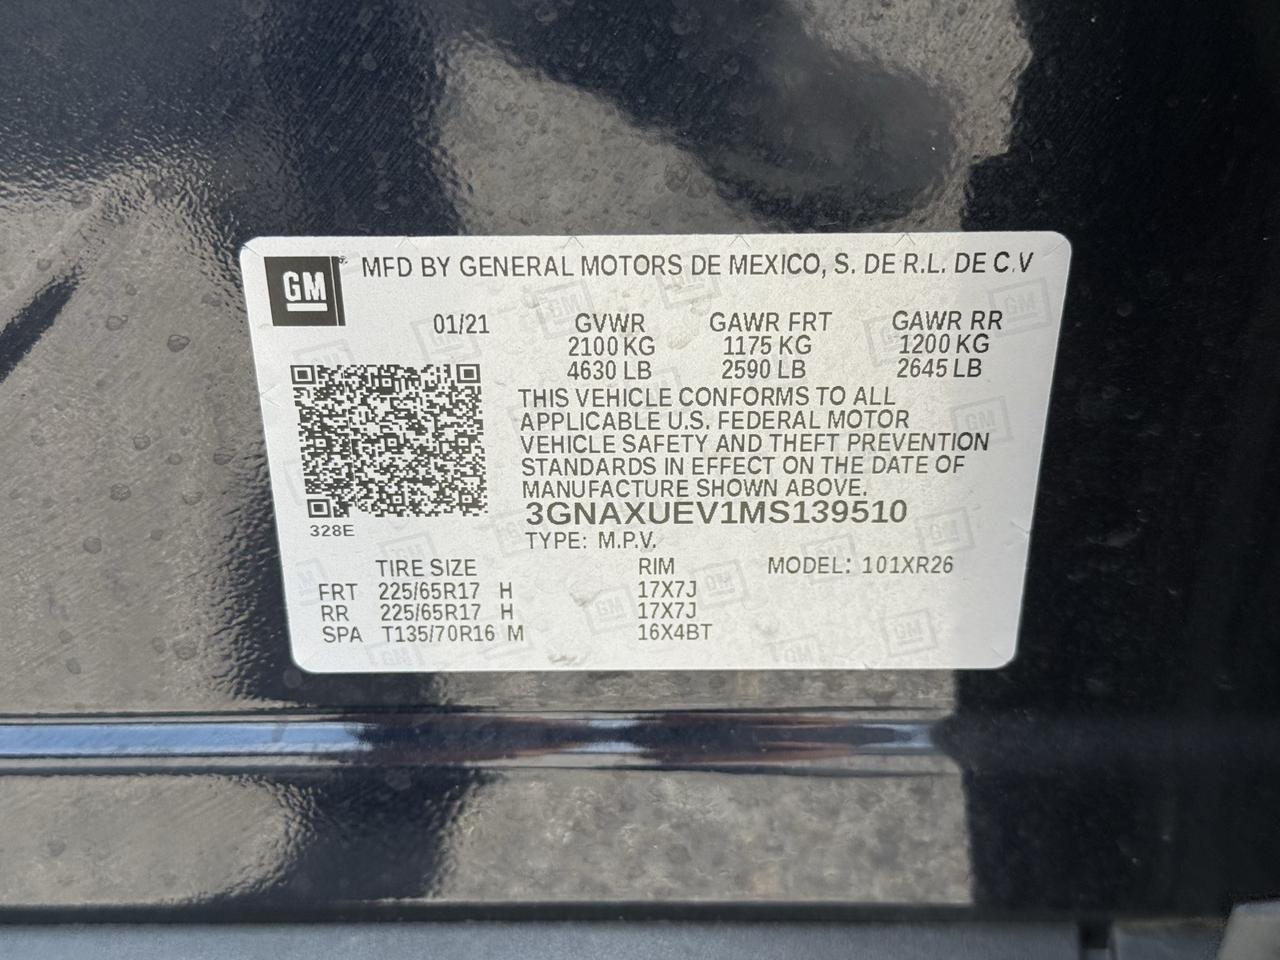 GM ® MFD BY GENERAL MOTORS DE MEXICO, S. DE R.L. DE C.V
01/21 GVWR GAWR FRT GAWR RR
2100 KG 1175 KG 1200 KG
4630 LB 2590 LB 2645 LB
THIS VEHICLE CONFORMS TO ALL
APPLICABLE U.S. FEDERAL MOTOR
VEHICLE SAFETY AND THEFT PREVENTION
STANDARDS IN EFFECT ON THE DATE OF
MANUFACTURE SHOWN ABOVE.
3GNAXUEV1MS139510
328E
TYPE: M.P.V.
TIRE SIZE RIM MODEL: 101XR26
FRT 225/65R17 H 17X7J
RR 225/65R17 H 17X7J
SPA T135/70R16 M 16X4BT